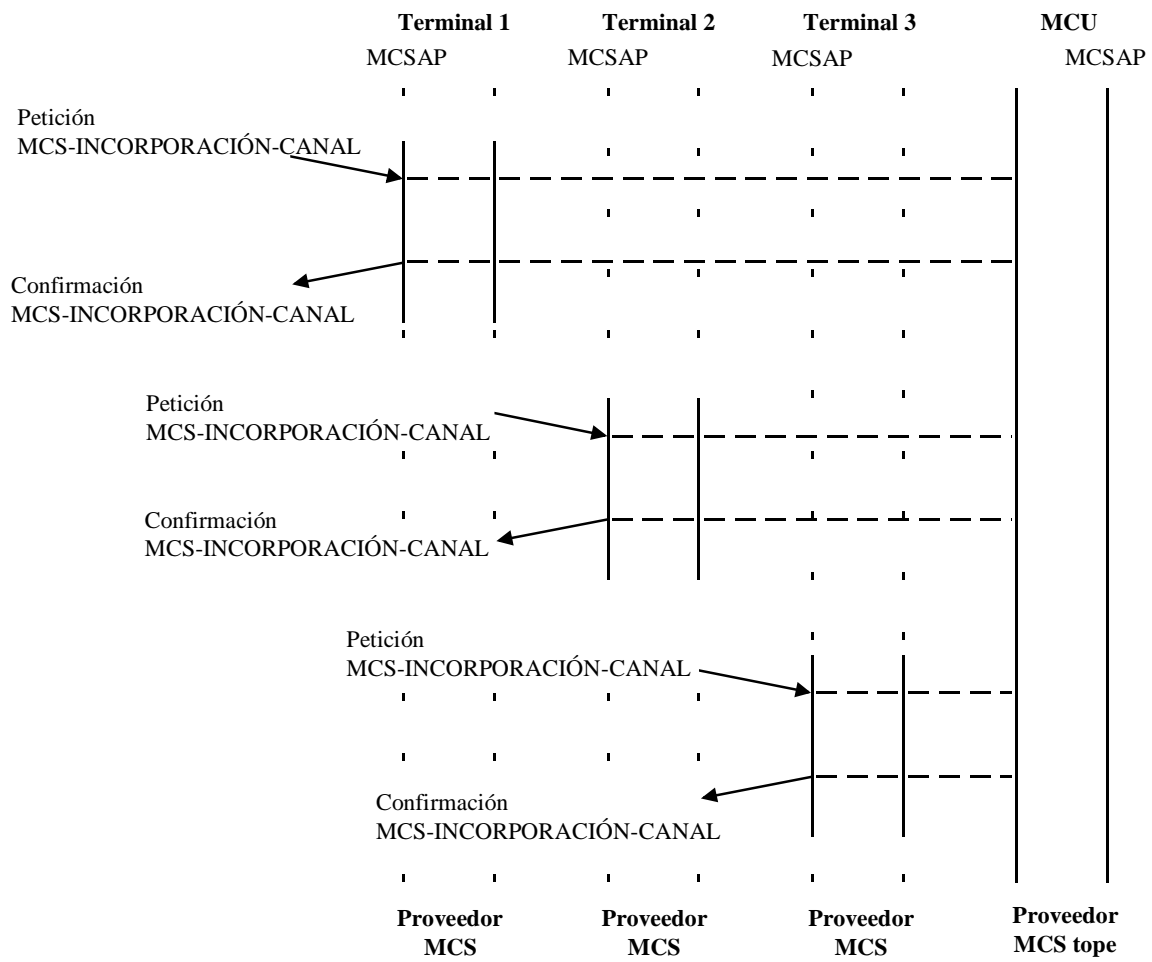 Terminal 1
Terminal 2
Terminal 3
MCU
MCSAP
MCSAP
MCSAP
MCSAP
Petición
MCS-INCORPORACIÓN-CANAL
Confirmación
MCS-INCORPORACIÓN-CANAL
Petición
MCS-INCORPORACIÓN-CANAL
Confirmación
MCS-INCORPORACIÓN-CANAL
Petición
MCS-INCORPORACIÓN-CANAL
Confirmación
MCS-INCORPORACIÓN-CANAL
Proveedor
MCS
Proveedor
MCS
Proveedor
MCS
Proveedor
MCS tope